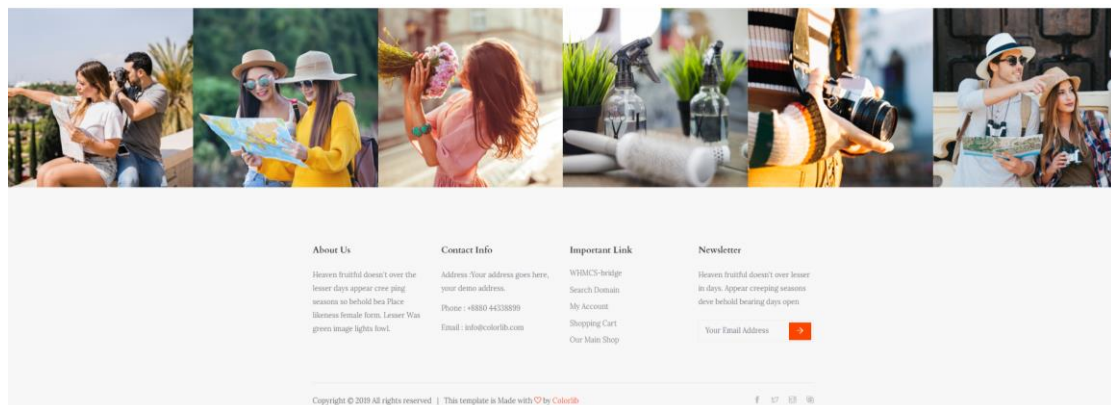 About Us
Heaven fruitful doesn't over the
lesser days appear cree ping
seasons so behold bea Place
likeness female form. Lesser Was
green image lights fowl.
Contact Info
Address :Your address goes here,
your demo address.
Phone : +8880 44338899
Email : info@colorlib.com
Important Link
WHMCS-bridge
Search Domain
My Account
Shopping Cart
Our Main Shop
Newsletter
Heaven fruitful doesn't over lesser
in days. Appear creeping seasons
deve behold bearing days open
Your Email Address
Copyright © 2019 All rights reserved | This template is Made with ♡ by Colorlib